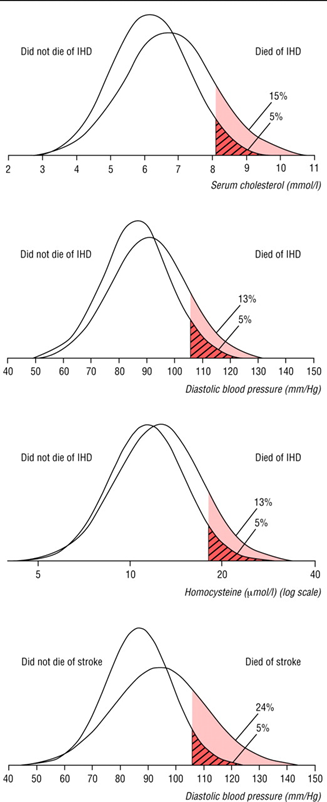 Did not die of IHD Died of IHD
15%
5%
2 3 4 5 6 7 8 9 10 11
Serum cholesterol (mmol/l)
Did not die of IHD Died of IHD
13%
5%
40 50 60 70 80 90 100 110 120 130 140 150
Diastolic blood pressure (mm/Hg)
Did not die of IHD Died of IHD
13%
5%
5 10 20 40
Homocysteine (μmol/l) (log scale)
Did not die of stroke Died of stroke
24%
5%
40 50 60 70 80 90 100 110 120 130 140 150
Diastolic blood pressure (mm/Hg)